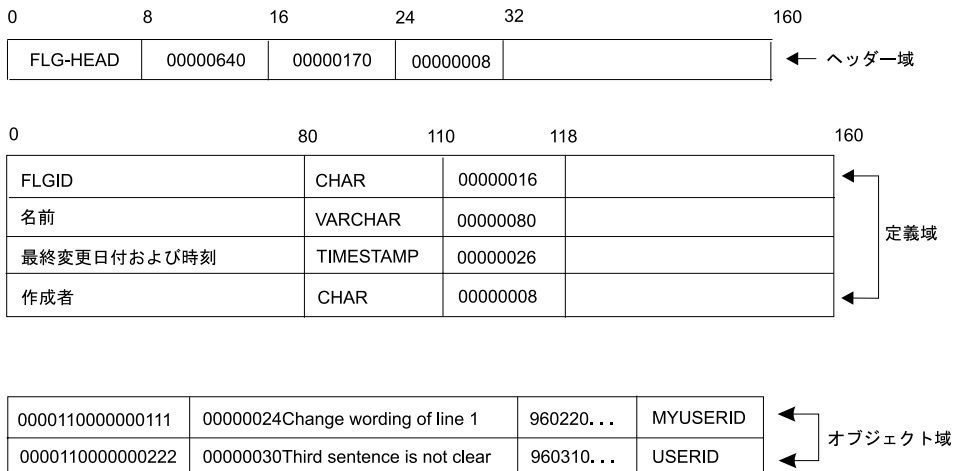 0 8 16 24 32 160
FLG-HEAD 00000640 00000170 00000008
ヘッダー域
0 80 110 118 160
FLGID CHAR 00000016
名前 VARCHAR 00000080
最終変更日付および時刻 TIMESTAMP 00000026
作成者 CHAR 00000008
定義域
0000110000000111 00000024Change wording of line 1 960220... MYUSERID
0000110000000222 00000030Third sentence is not clear 960310... USERID
オブジェクト域